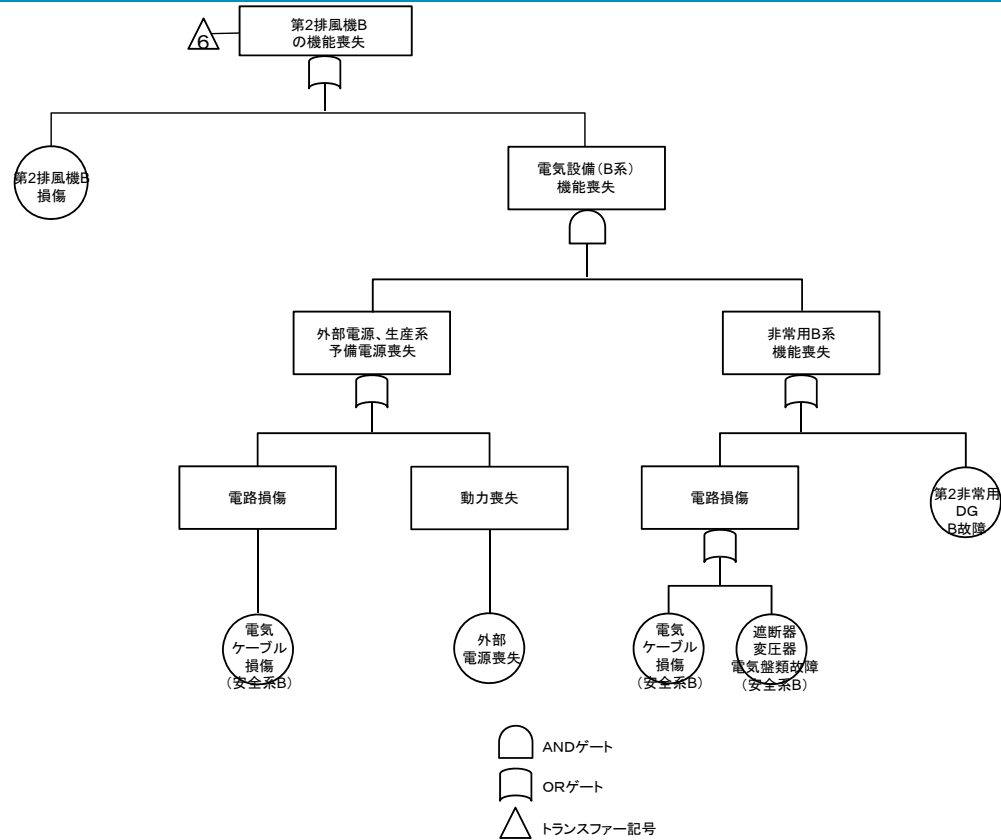 第2排風機B
の機能喪失
6
第2排風機B
損傷
電気設備（B系）
機能喪失
外部電源、生産系
予備電源喪失
非常用B系
機能喪失
電路損傷
動力喪失
電路損傷
第2非常用
DG
B故障
電気
ケーブル
損傷
（安全系B）
外部
電源喪失
電気
ケーブル
損傷
（安全系B）
遮断器
変圧器
電気盤類故障
（安全系B）
ANDゲート
ORゲート
トランスファー記号